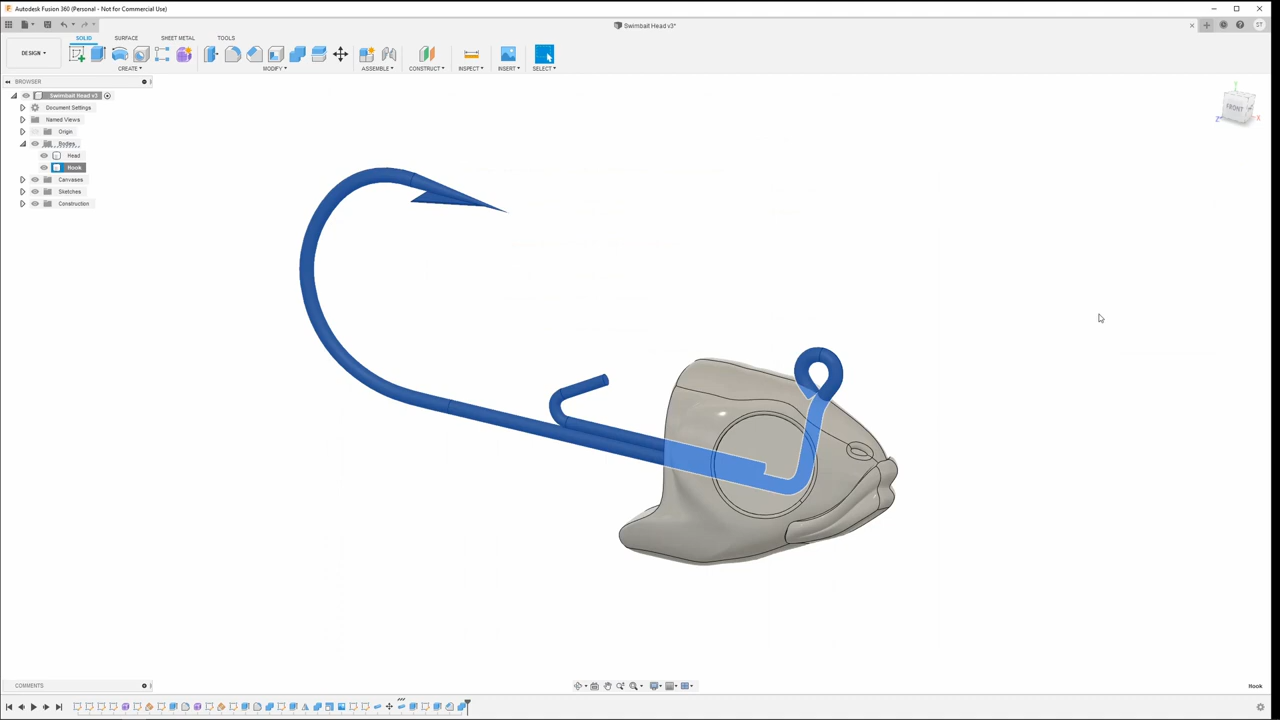 Autodesk Fusion 360 (Personal - Not for Commercial Use)
Swimbait Head v3*
ST
SOLID SURFACE SHEET METAL TOOLS
DESIGN
CREATE MODIFY ASSEMBLE CONSTRUCT INSPECT INSERT SELECT
BROWSER
Swimbait Head v3
Document Settings
Named Views
Origin
Bodies
Head
Hook
Canvases
Sketches
Construction
FRONT
Y
Z
X
COMMENTS
Hook